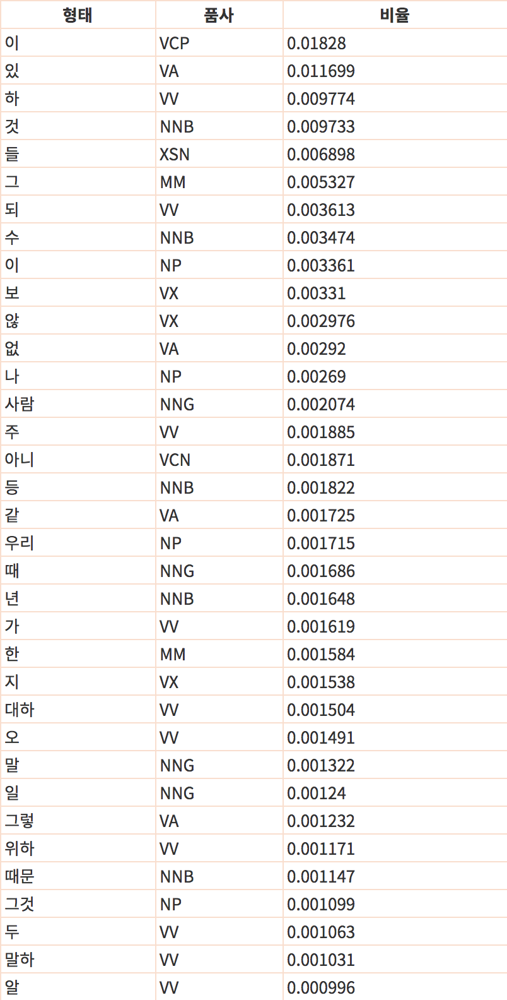 형태 품사 비율
이 VCP 0.01828
있 VA 0.011699
하 VV 0.009774
것 NNB 0.009733
들 XSN 0.006898
그 MM 0.005327
되 VV 0.003613
수 NNB 0.003474
이 NP 0.003361
보 VX 0.00331
않 VX 0.002976
없 VA 0.00292
나 NP 0.00269
사람 NNG 0.002074
주 VV 0.001885
아니 VCN 0.001871
등 NNB 0.001822
같 VA 0.001725
우리 NP 0.001715
때 NNG 0.001686
년 NNB 0.001648
가 VV 0.001619
한 MM 0.001584
지 VX 0.001538
대하 VV 0.001504
오 VV 0.001491
말 NNG 0.001322
일 NNG 0.00124
그렇 VA 0.001232
위하 VV 0.001171
때문 NNB 0.001147
그것 NP 0.001099
두 VV 0.001063
말하 VV 0.001031
알 VV 0.000996